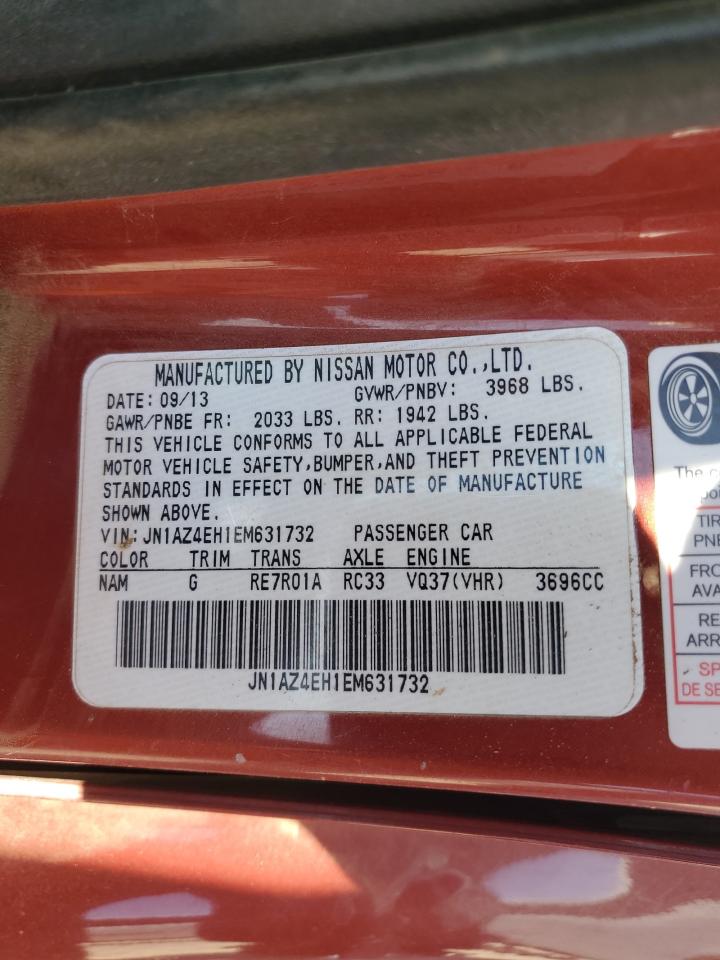 MANUFACTURED BY NISSAN MOTOR CO.,LTD.
DATE: 09/13 GVWR/PNBV: 3968 LBS.
GAWR/PNBE FR: 2033 LBS. RR: 1942 LBS.
THIS VEHICLE CONFORMS TO ALL APPLICABLE FEDERAL
MOTOR VEHICLE SAFETY,BUMPER,AND THEFT PREVENTION
STANDARDS IN EFFECT ON THE DATE OF MANUFACTURE
SHOWN ABOVE.
VIN: JN1AZ4EH1EM631732 PASSENGER CAR
COLOR TRIM TRANS AXLE ENGINE
NAM G RE7R01A RC33 VQ37(VHR) 3696CC
JN1AZ4EH1EM631732
The
TIR
PNE
FRO
AVA
RE
ARR
SP
DE SE